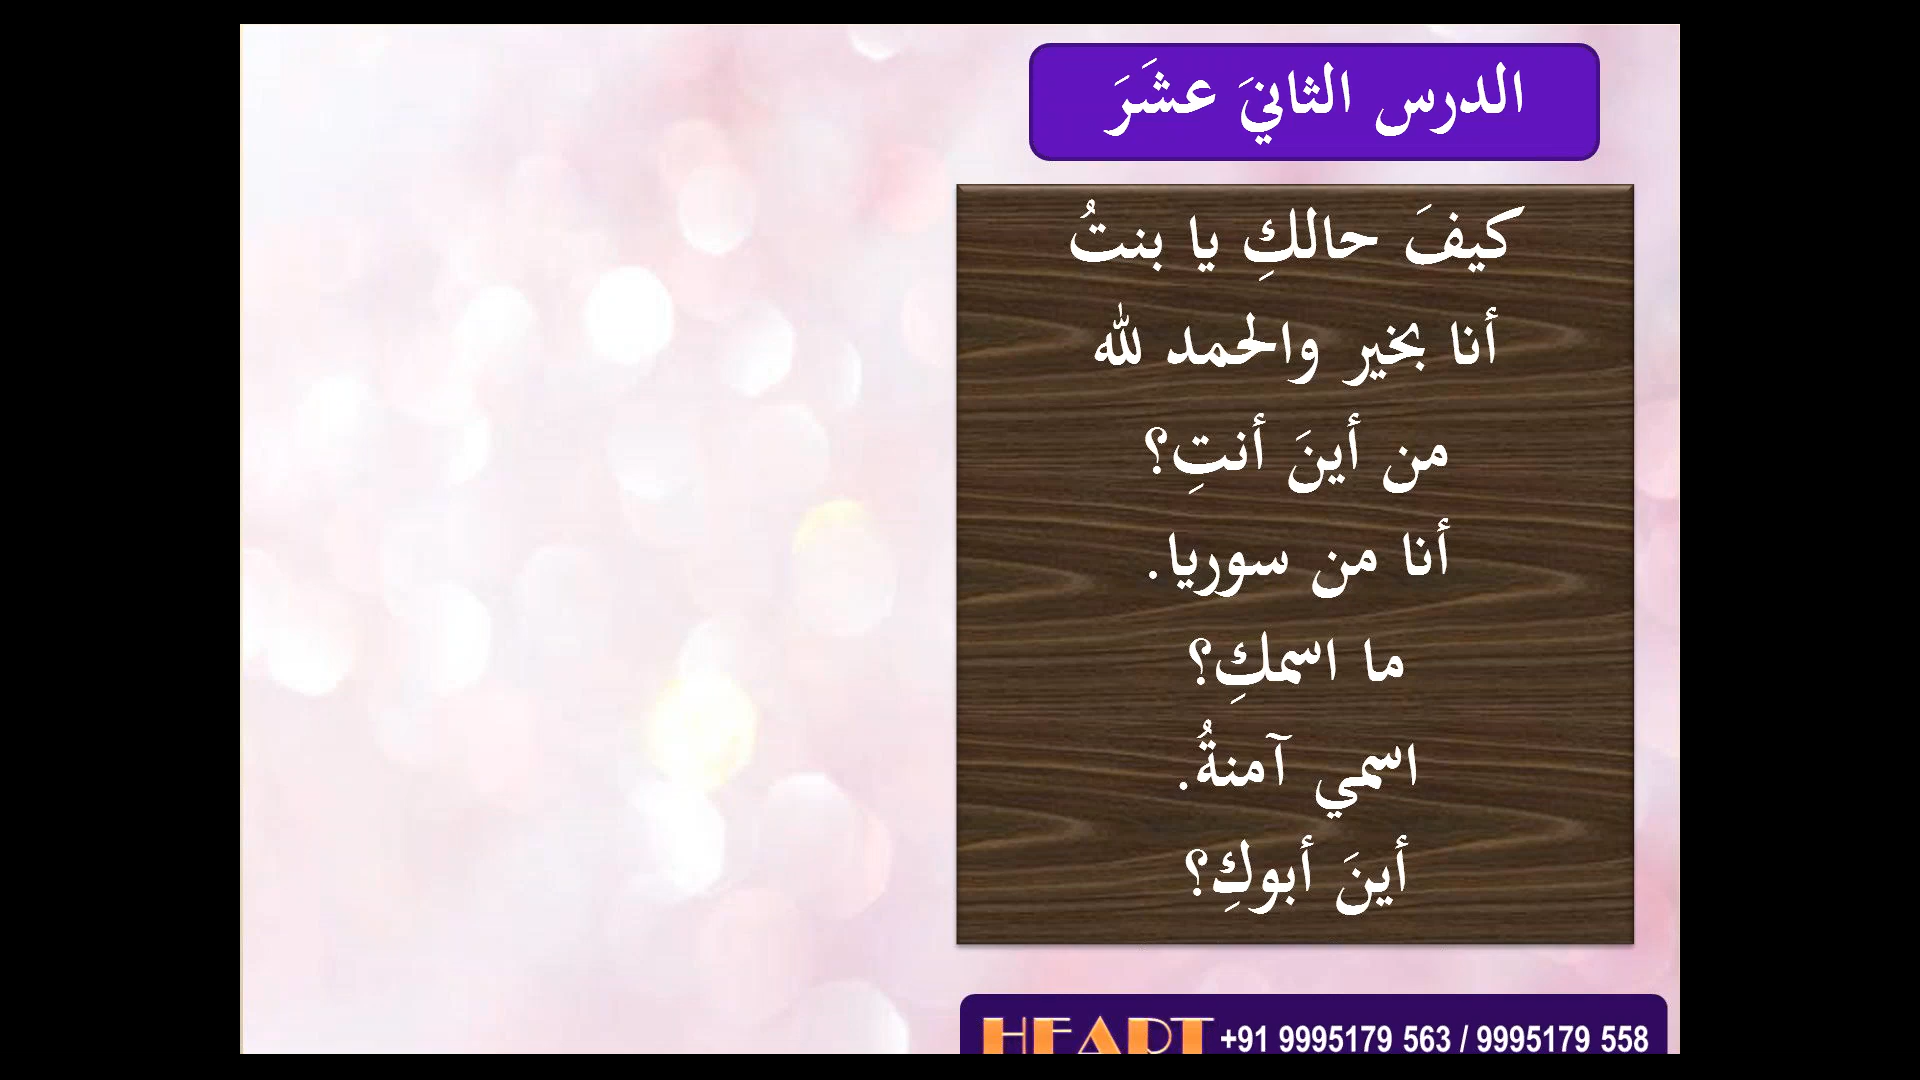 الدرس الثانيَ عشَرَ
كيفَ حالكِ يا بنتُ
أنا بخير والحمد لله
من أينَ أنتِ؟
أنا من سوريا.
ما اسمكِ؟
اسمي آمنةُ.
أينَ أبوكِ؟
HEART +91 9995179 563 / 9995179 558